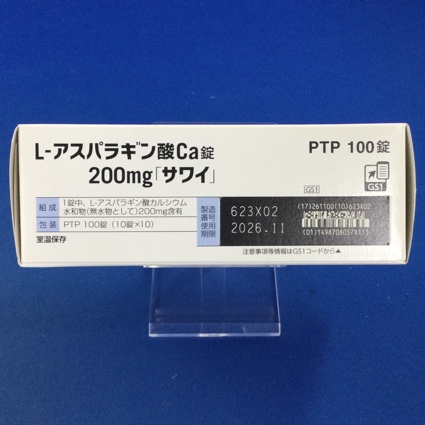 L-アスパラギン酸Ca錠
200mg「サワイ」
PTP 100錠
GS1
GS1
組成 1錠中、L-アスパラギン酸カルシウム
水和物(無水物として)200mg含有
包装 PTP 100錠 (10錠×10)
室温保存
製造番号 623X02
使用期限 2026.11
(17)261100(10)623X02
注意事項等情報はGS1コードから▲